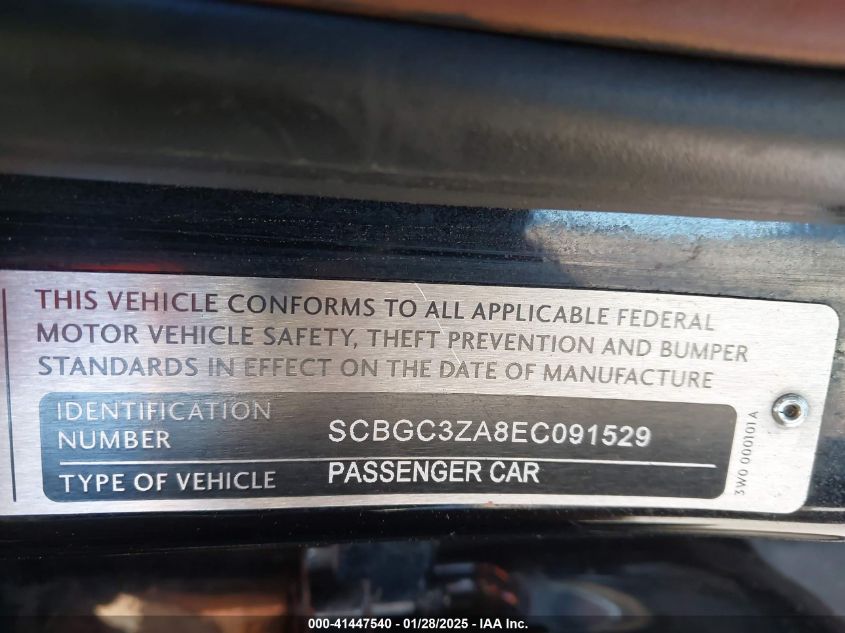 THIS VEHICLE CONFORMS TO ALL APPLICABLE FEDERAL
MOTOR VEHICLE SAFETY, THEFT PREVENTION AND BUMPER
STANDARDS IN EFFECT ON THE DATE OF MANUFACTURE
IDENTIFICATION
NUMBER
SCBGC3ZA8EC091529
TYPE OF VEHICLE
PASSENGER CAR
3W0 000101 A
000-41447540 - 01/28/2025 - IAA Inc.